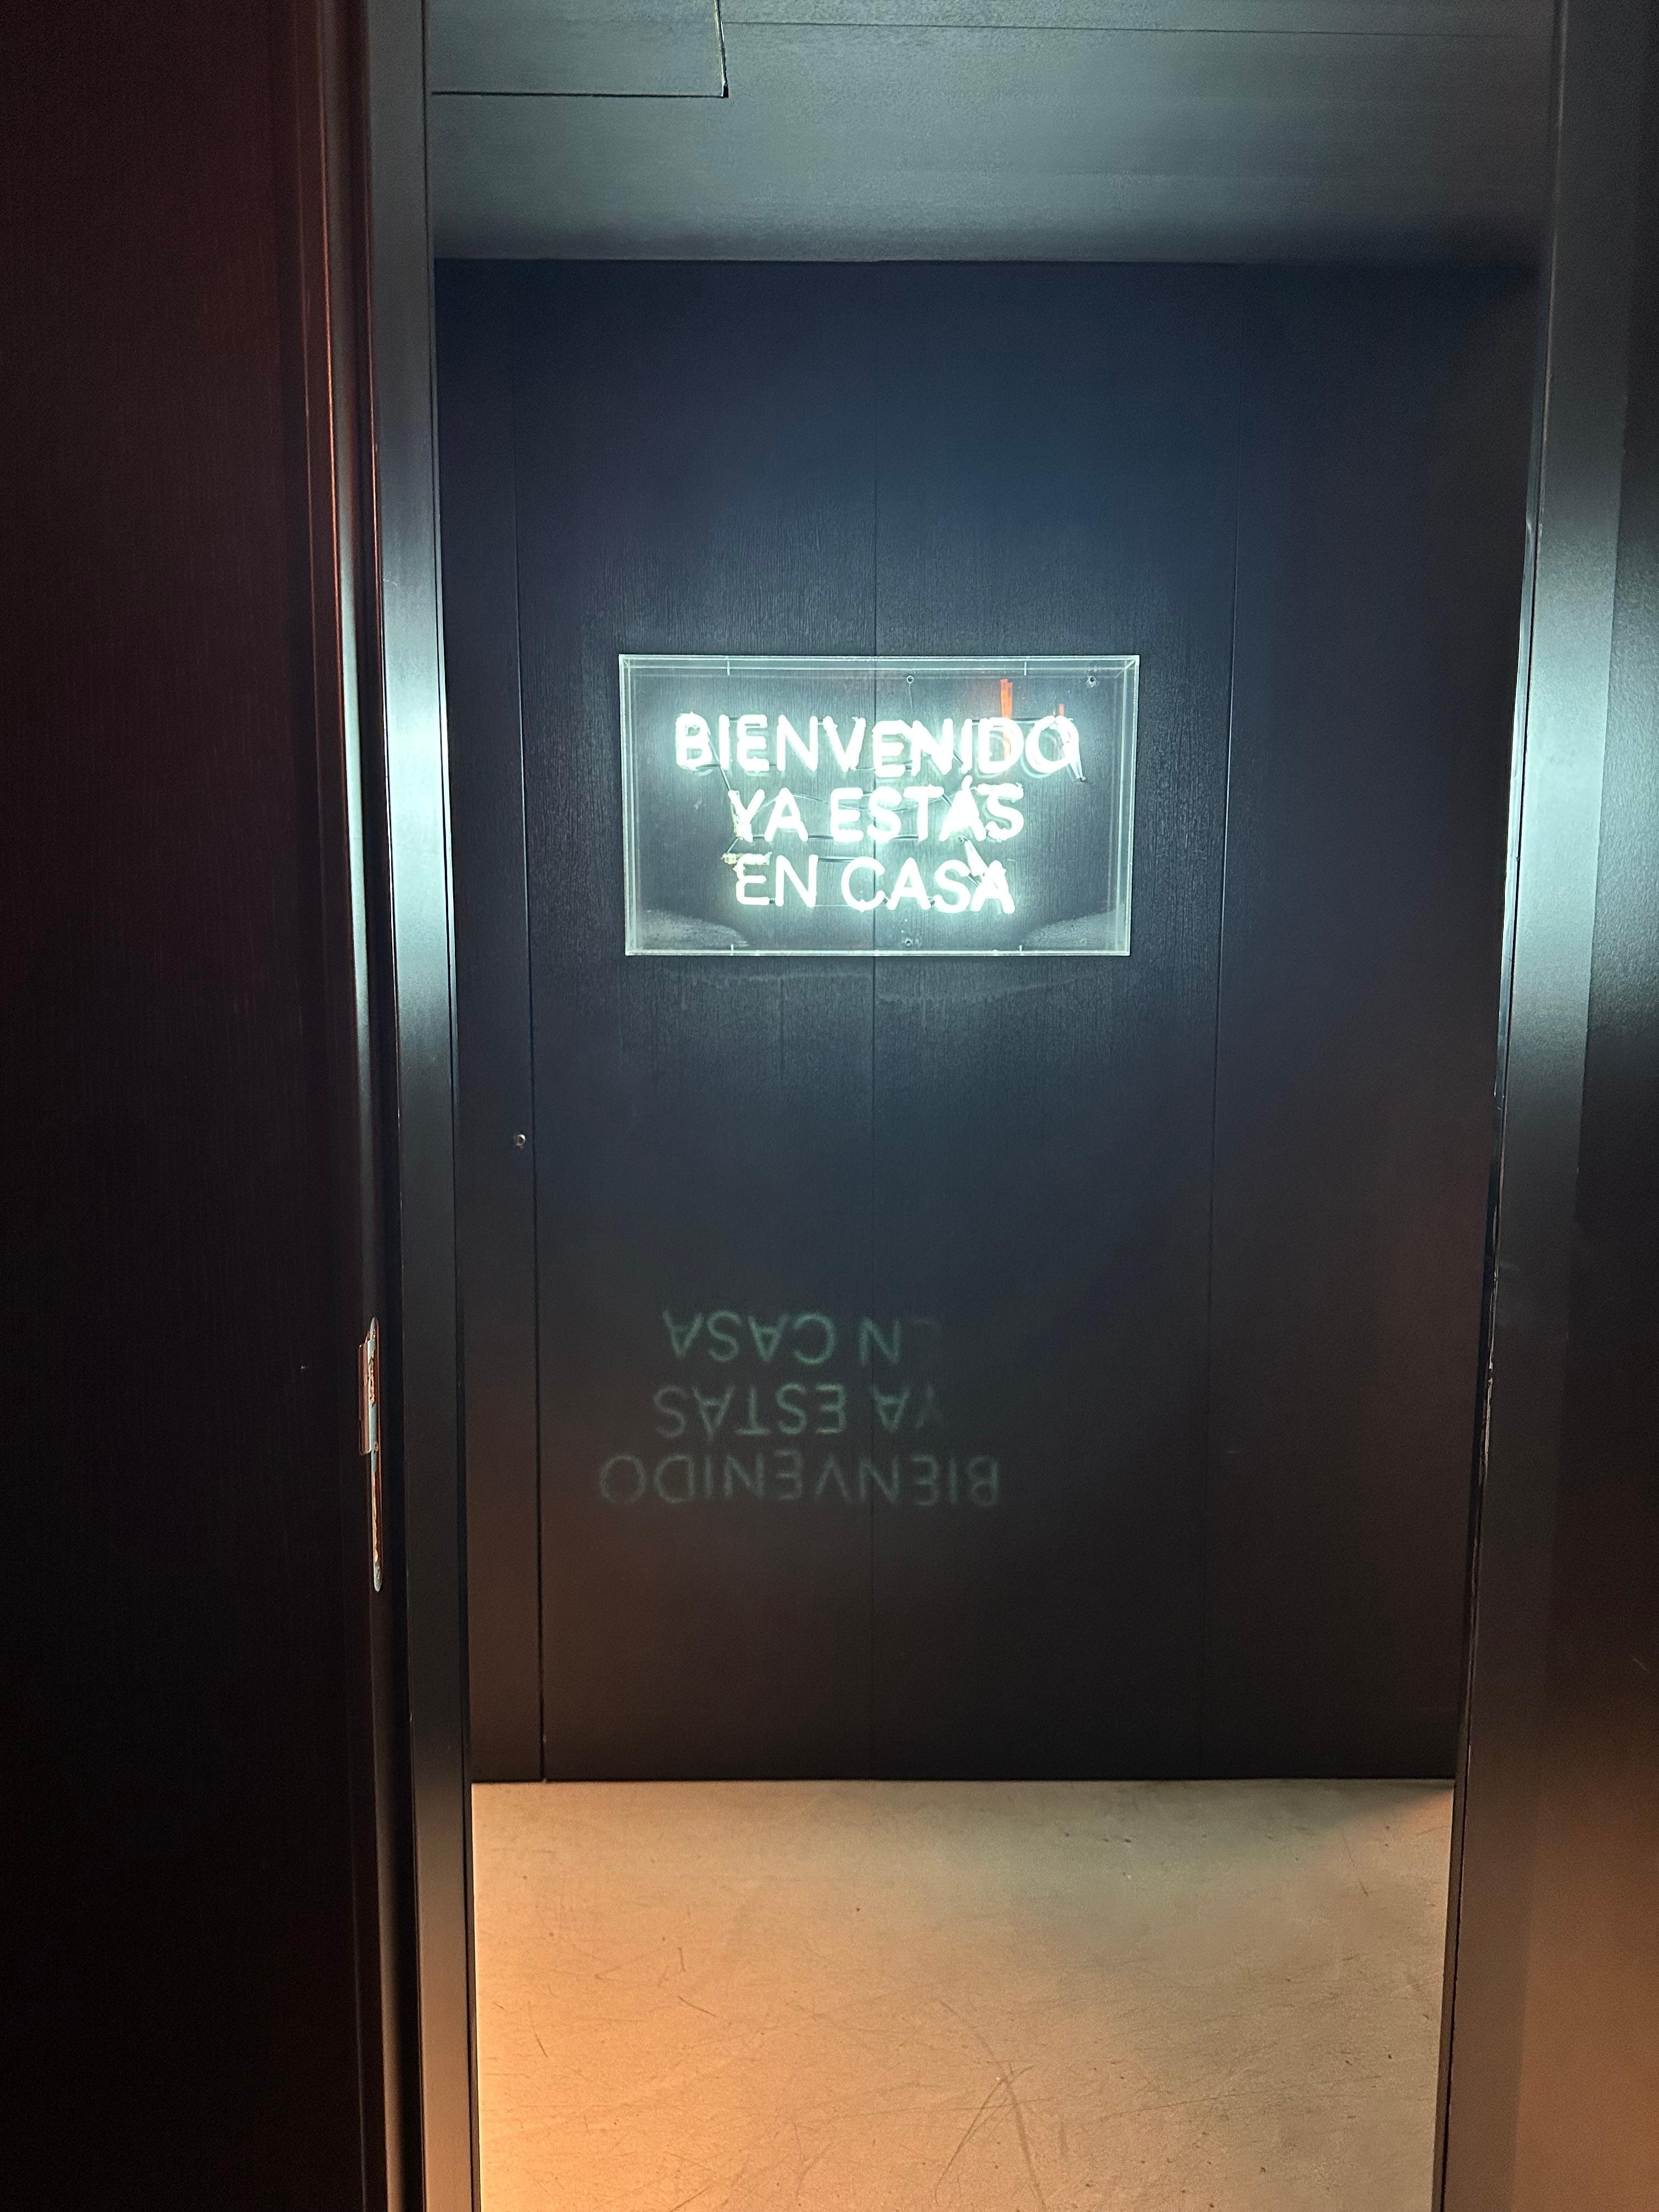 BIENVENIDO
YA ESTÁS
EN CASA